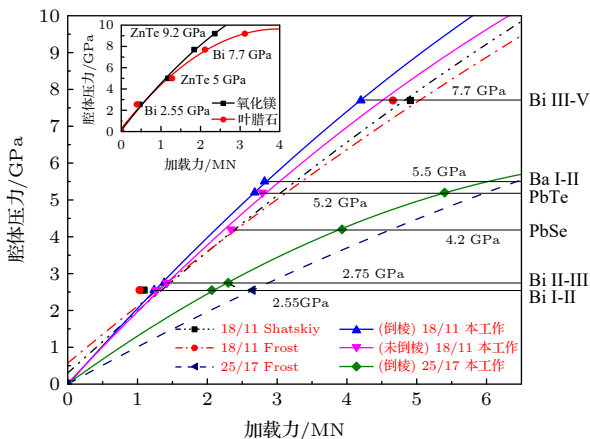 10
9
8
7
6
5
4
3
2
1
0
腔体压力/GPa
0
1
2
3
4
5
6
加载力/MN
10
8
6
4
2
0
腔体压力/GPa
0
1
2
3
4
加载力/MN
ZnTe 9.2 GPa
Bi 7.7 GPa
ZnTe 5 GPa
Bi 2.55 GPa
氧化镁
叶腊石
7.7 GPa
Bi III-V
5.5 GPa
Ba I-II
5.2 GPa
PbTe
4.2 GPa
PbSe
2.75 GPa
Bi II-III
2.55GPa
Bi I-II
18/11 Shatskiy
18/11 Frost
25/17 Frost
(倒棱) 18/11 本工作
(未倒棱) 18/11 本工作
(倒棱) 25/17 本工作